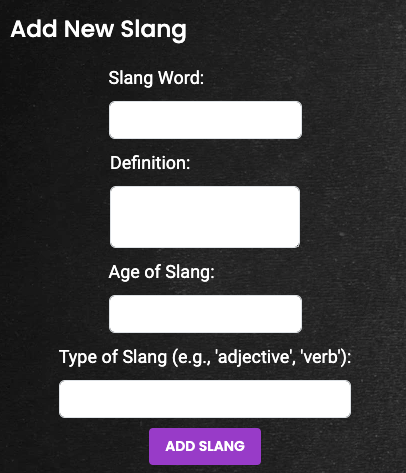 Add New Slang
Slang Word:
Definition:
Age of Slang:
Type of Slang (e.g., 'adjective', 'verb'):
ADD SLANG